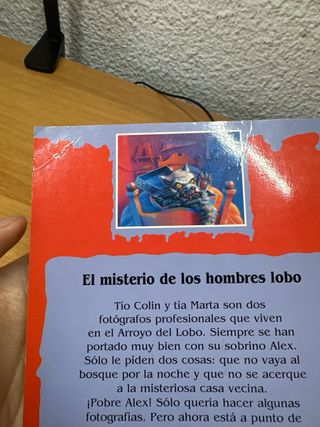 El misterio de los hombres lobo
Tío Colin y tia Marta son dos
fotógrafos profesionales que viven
en el Arroyo del Lobo. Siempre se han
portado muy bien con su sobrino Alex.
Sólo le piden dos cosas: que no vaya al
bosque por la noche y que no se acerque
a la misteriosa casa vecina.
¡Pobre Alex! Sólo quería hacer algunas
fotografías. Pero ahora está a punto de